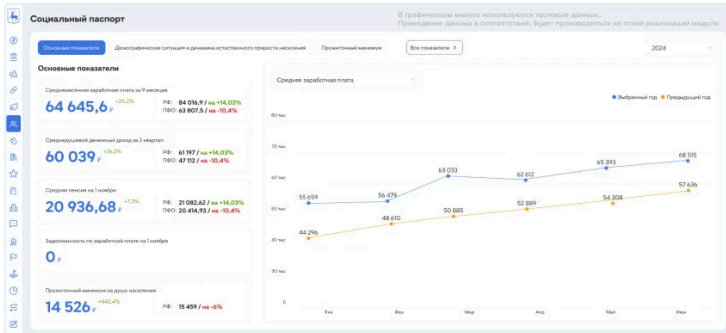 Социальный паспорт
В графическом макете используются тестовые данные.
Приведение данных в соответствие, будет производиться на этапе реализации модуля
Основные показатели
Демографическая ситуация и динамика естественного прироста населения
Прожиточный минимум
Все показатели >
2024
Основные показатели
Среднемесячная заработная плата за 9 месяцев
64 645,6 ₽ +20,2%
РФ: 84 016,9 / на +14,03%
ПФО: 63 807,5 / на -10,4%
Среднедушевой денежный доход за 2 квартал
60 039 ₽ +26,2%
РФ: 61 197 / на +14,03%
ПФО: 47 112 / на -10,4%
Средняя пенсия на 1 ноября
20 936,68 ₽ +7,3%
РФ: 21 082,62 / на +14,03%
ПФО: 20 414,93 / на -10,4%
Задолженность по заработной плате на 1 ноября
0 ₽
Прожиточный минимум на душу населения
14 526 ₽ +442,4%
РФ: 15 459 / на -6%
Средняя заработная плата
Выбранный год
Предыдущий год
80 тыс
70 тыс
60 тыс
50 тыс
40 тыс
30 тыс
0
55 659
56 479
63 033
62 612
65 393
68 515
44 296
48 610
50 885
52 889
54 308
57 636
Янв
Фев
Мар
Апр
Май
Июн